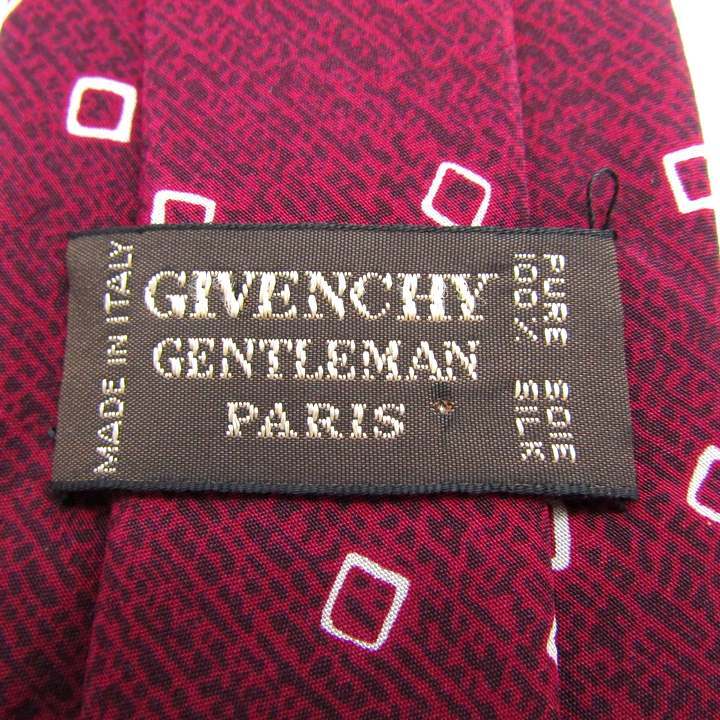 MADE IN ITALY
GIVENCHY
GENTLEMAN
PARIS
PURE SOIE
100% SILK